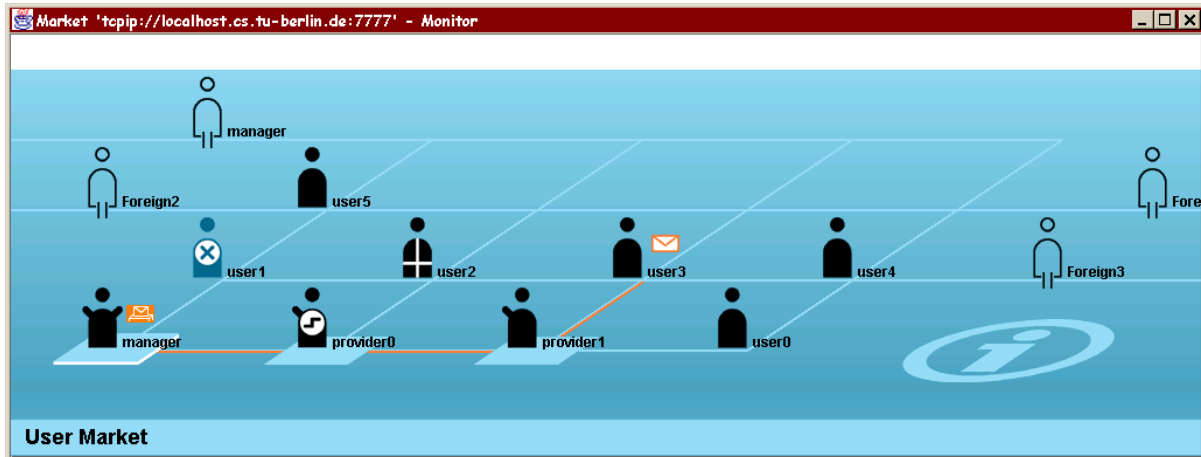 Market 'tcpip://localhost.cs.tu-berlin.de:7777' - Monitor
manager
Foreign2
user5
Fore
user1
user2
user3
user4
Foreign3
manager
provider0
provider1
user0
User Market